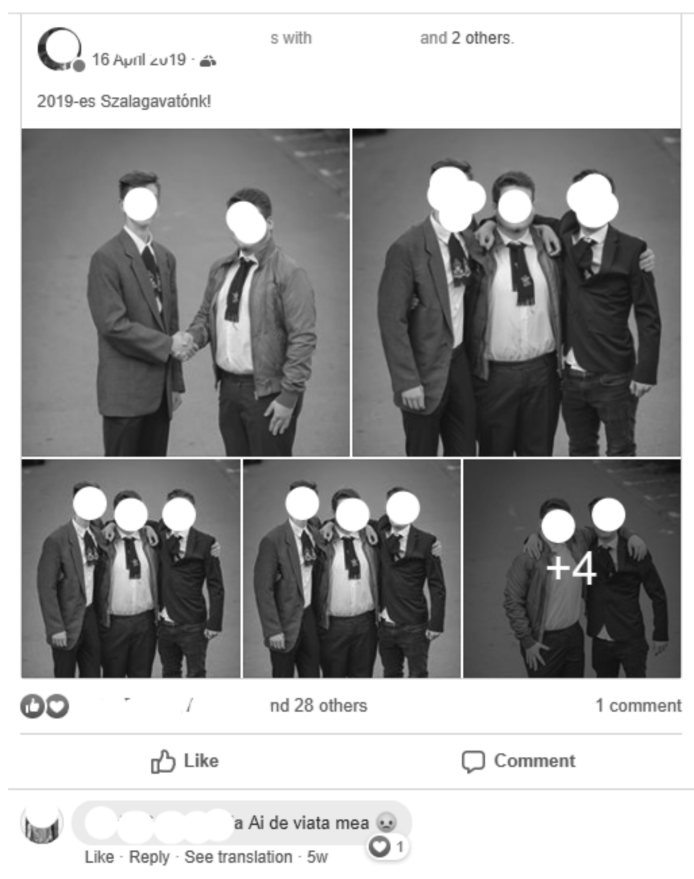 s with and 2 others.
16 April 2019 ·
2019-es Szalagavatónk!
+4
nd 28 others 1 comment
Like Comment
a Ai de viata mea
1
Like · Reply · See translation · 5w